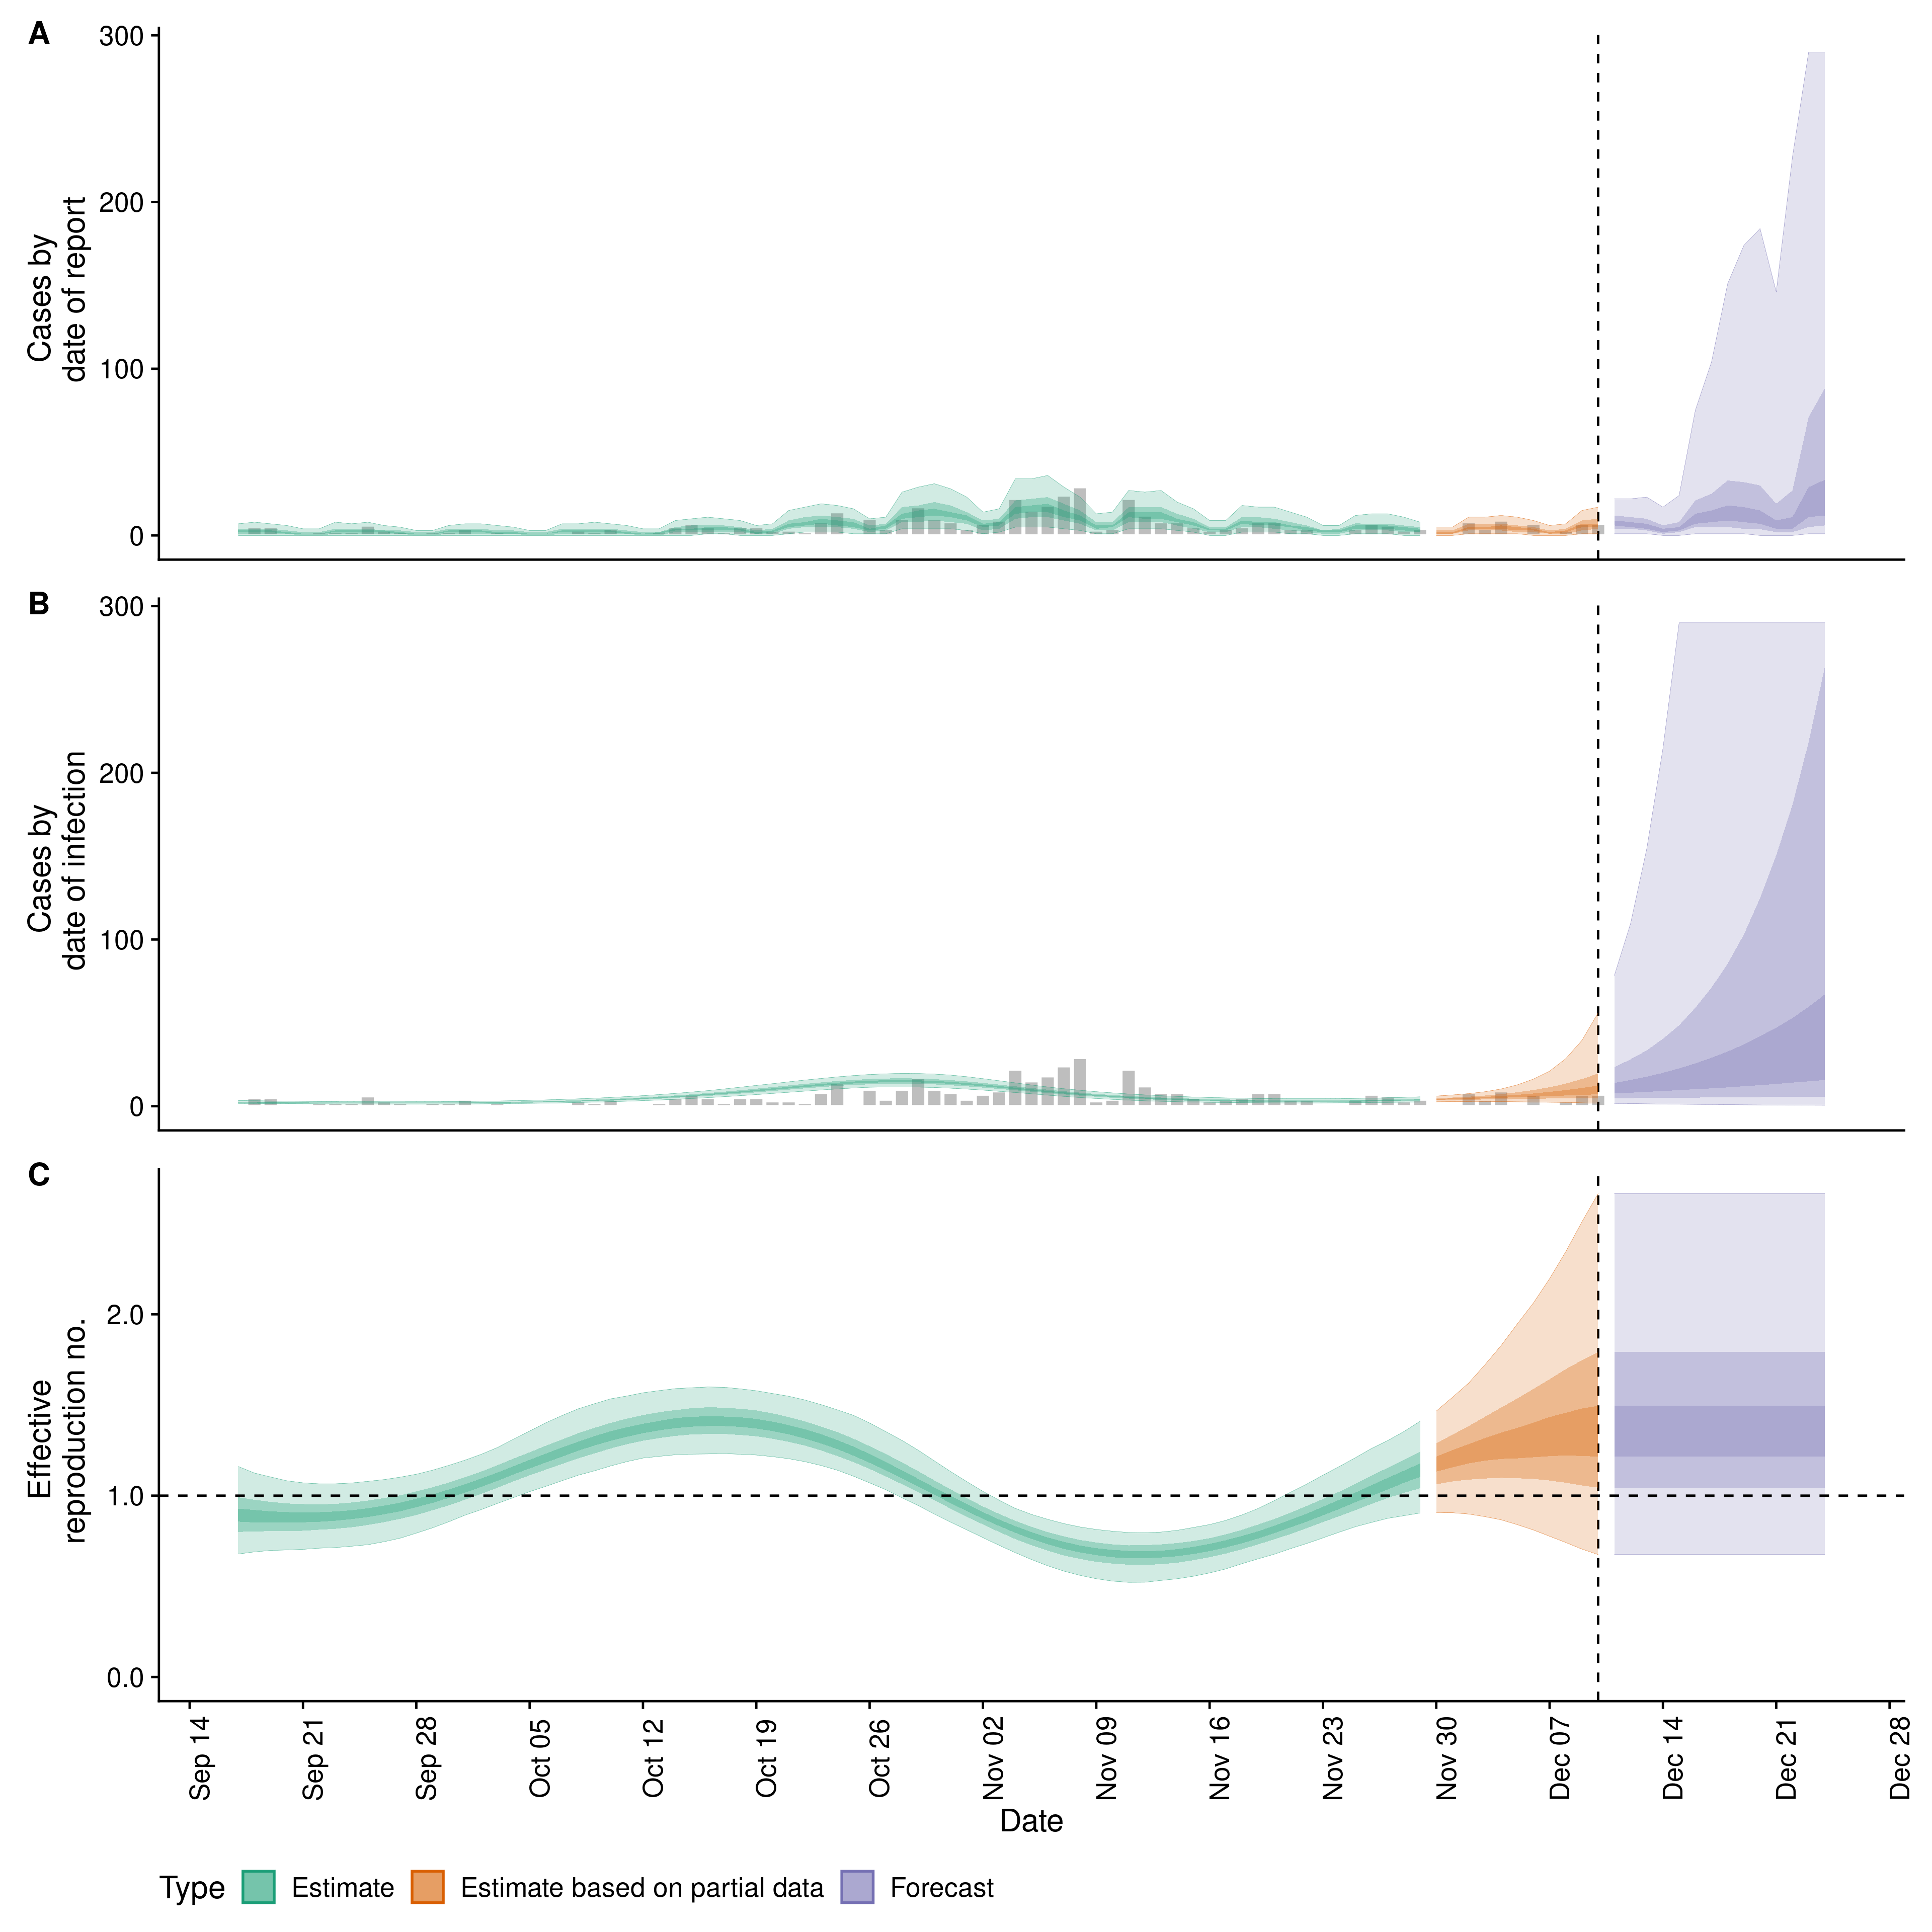 A
300
200
100
0
Cases by
date of report
B
300
200
100
0
Cases by
date of infection
C
2.0
1.0
0.0
Effective
reproduction no.
Sep 14
Sep 21
Sep 28
Oct 05
Oct 12
Oct 19
Oct 26
Nov 02
Nov 09
Nov 16
Nov 23
Nov 30
Dec 07
Dec 14
Dec 21
Dec 28
Date
Type Estimate Estimate based on partial data Forecast